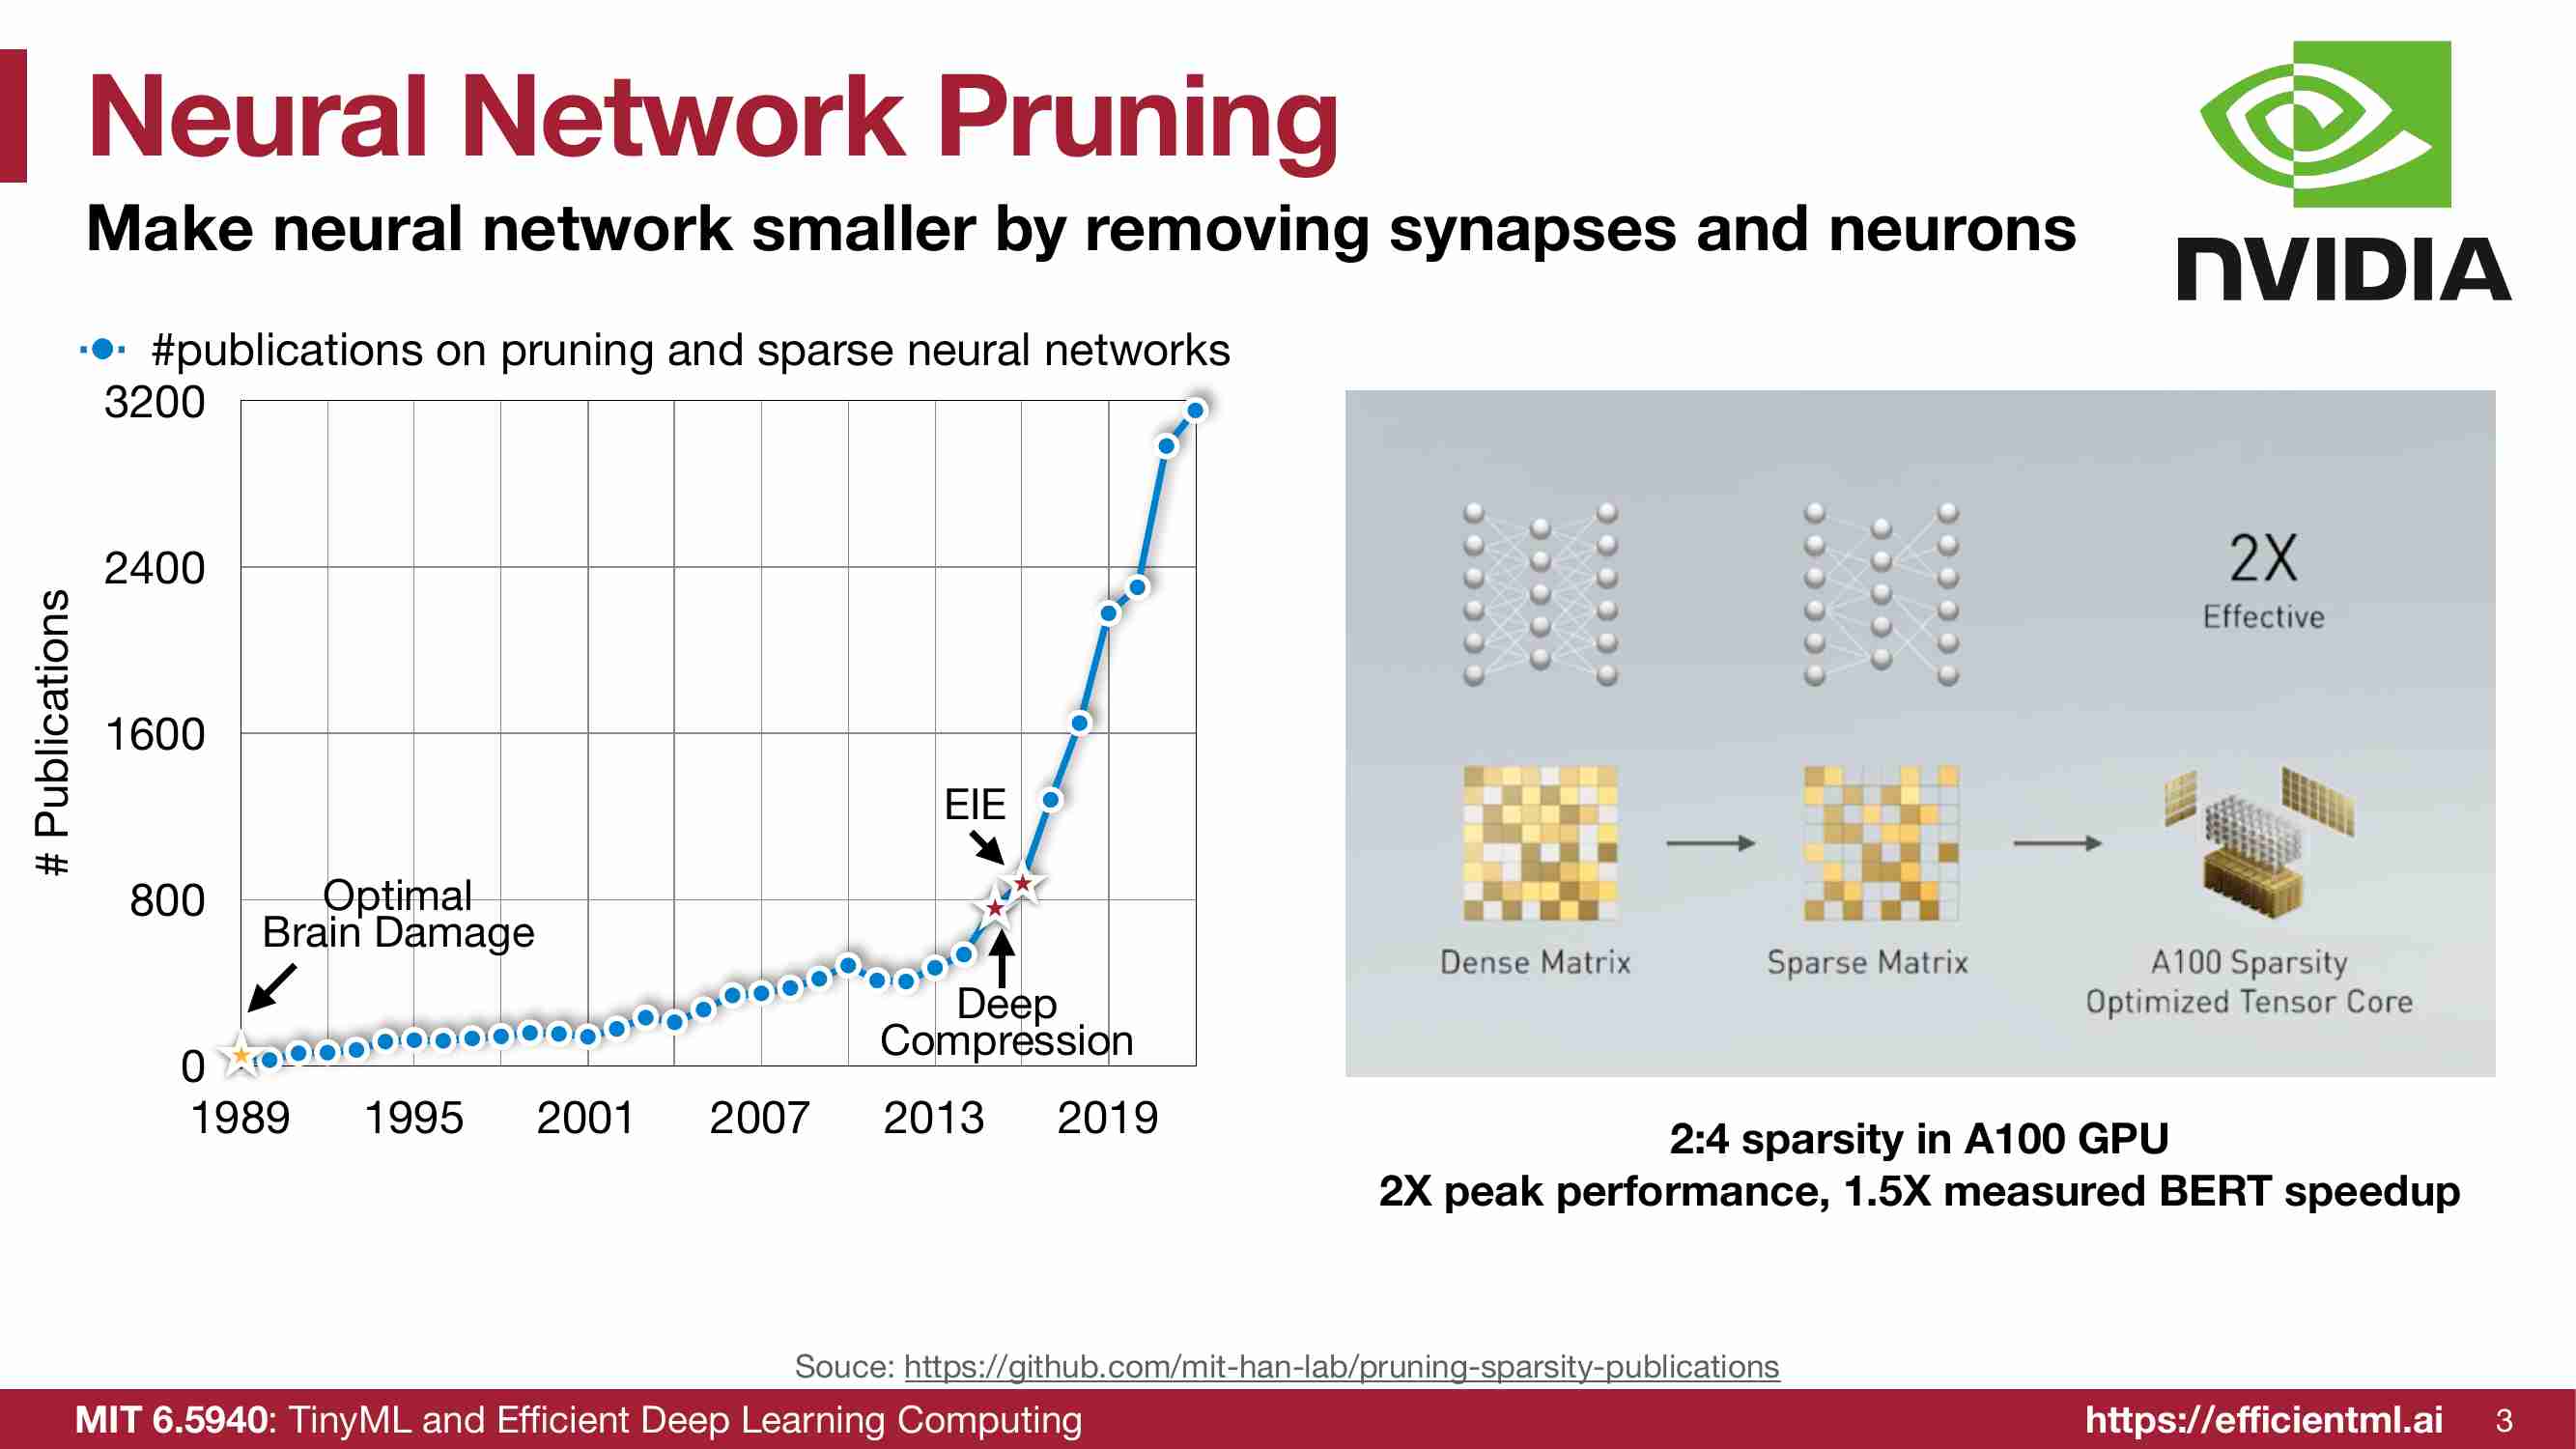 Neural Network Pruning
Make neural network smaller by removing synapses and neurons
NVIDIA
#publications on pruning and sparse neural networks
3200
2400
1600
800
0
# Publications
1989
1995
2001
2007
2013
2019
Optimal
Brain Damage
EIE
Deep
Compression
2X
Effective
Dense Matrix
Sparse Matrix
A100 Sparsity
Optimized Tensor Core
2:4 sparsity in A100 GPU
2X peak performance, 1.5X measured BERT speedup
Souce: https://github.com/mit-han-lab/pruning-sparsity-publications
MIT 6.5940: TinyML and Efficient Deep Learning Computing
https://efficientml.ai
3